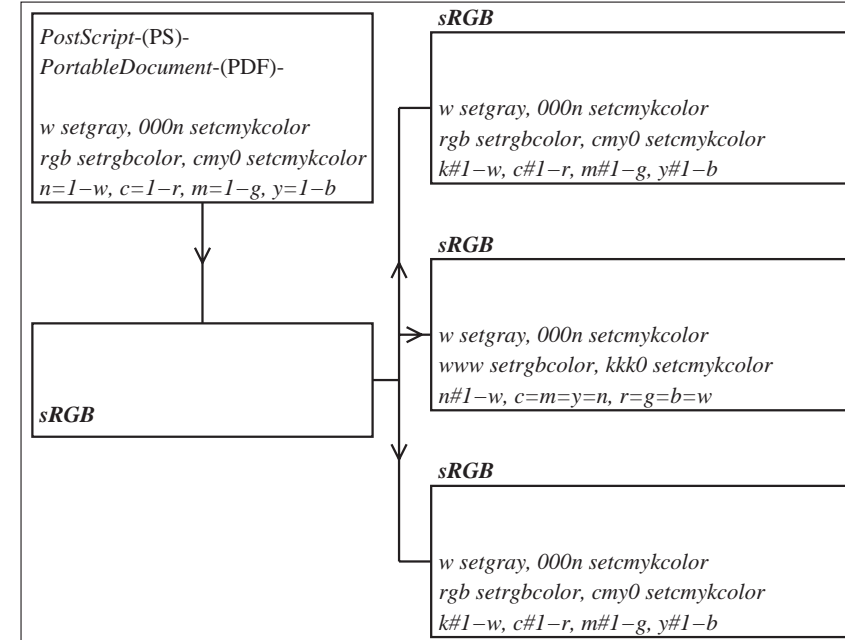 PostScript-(PS)-
PortableDocument-(PDF)-
w setgray, 000n setcmykcolor
rgb setrgbcolor, cmy0 setcmykcolor
n=1−w, c=1−r, m=1−g, y=1−b
sRGB
sRGB
w setgray, 000n setcmykcolor
rgb setrgbcolor, cmy0 setcmykcolor
k#1−w, c#1−r, m#1−g, y#1−b
sRGB
w setgray, 000n setcmykcolor
www setrgbcolor, kkk0 setcmykcolor
n#1−w, c=m=y=n, r=g=b=w
sRGB
w setgray, 000n setcmykcolor
rgb setrgbcolor, cmy0 setcmykcolor
k#1−w, c#1−r, m#1−g, y#1−b